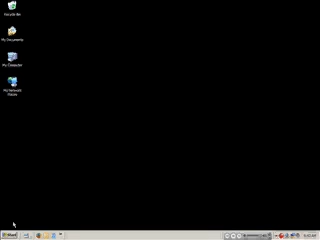 Recycle Bin
My Documents
My Computer
My Network
Places
Start